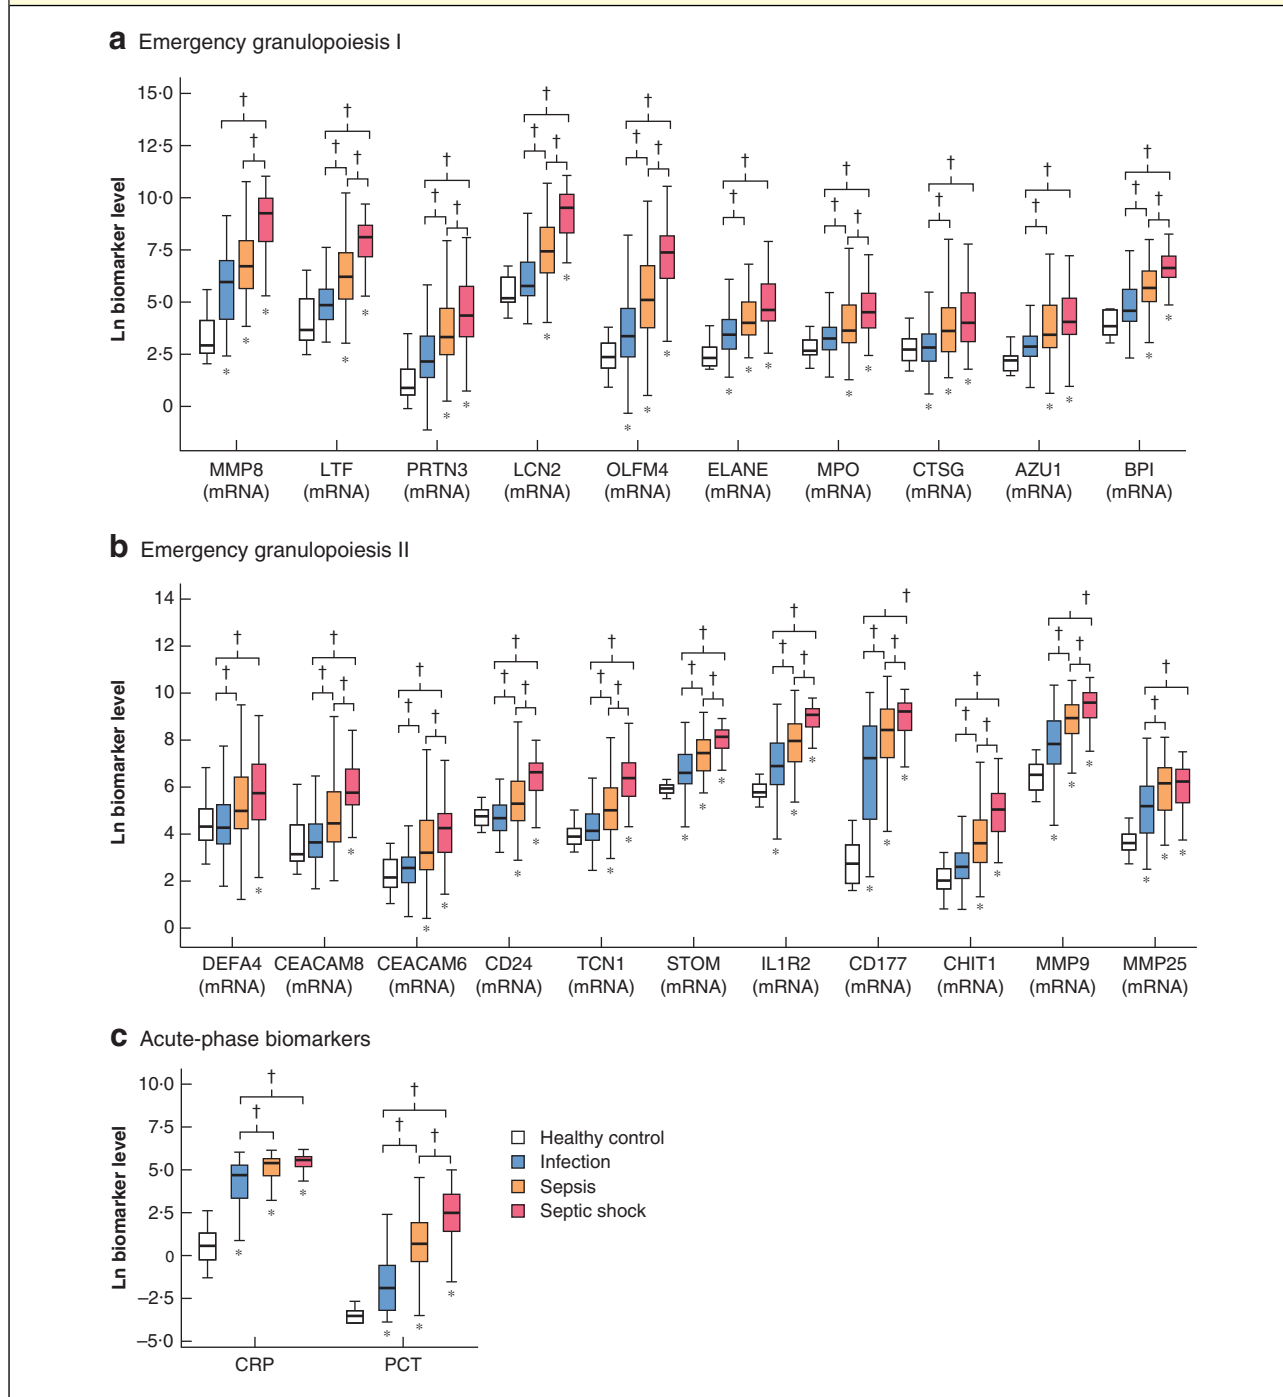 a Emergency granulopoiesis I
15·0
12·5
10·0
7·5
5·0
2·5
0
Ln biomarker level
† † † † † † † † † † † † † † † † † † † † † † † † † †
* * * * * * * * * * * * * * * * * * * * * * * *
MMP8 LTF PRTN3 LCN2 OLFM4 ELANE MPO CTSG AZU1 BPI
(mRNA) (mRNA) (mRNA) (mRNA) (mRNA) (mRNA) (mRNA) (mRNA) (mRNA) (mRNA)
b Emergency granulopoiesis II
14
12
10
8
6
4
2
0
Ln biomarker level
† † † † † † † † † † † † † † † † † † † † † † † † † † † † † † †
* * * * * * * * * * * * * * * * * * * * * * * * *
DEFA4 CEACAM8 CEACAM6 CD24 TCN1 STOM IL1R2 CD177 CHIT1 MMP9 MMP25
(mRNA) (mRNA) (mRNA) (mRNA) (mRNA) (mRNA) (mRNA) (mRNA) (mRNA) (mRNA) (mRNA)
c Acute-phase biomarkers
10·0
7·5
5·0
2·5
0
–2·5
–5·0
Ln biomarker level
† † † † †
* * * * * *
CRP PCT
Healthy control
Infection
Sepsis
Septic shock